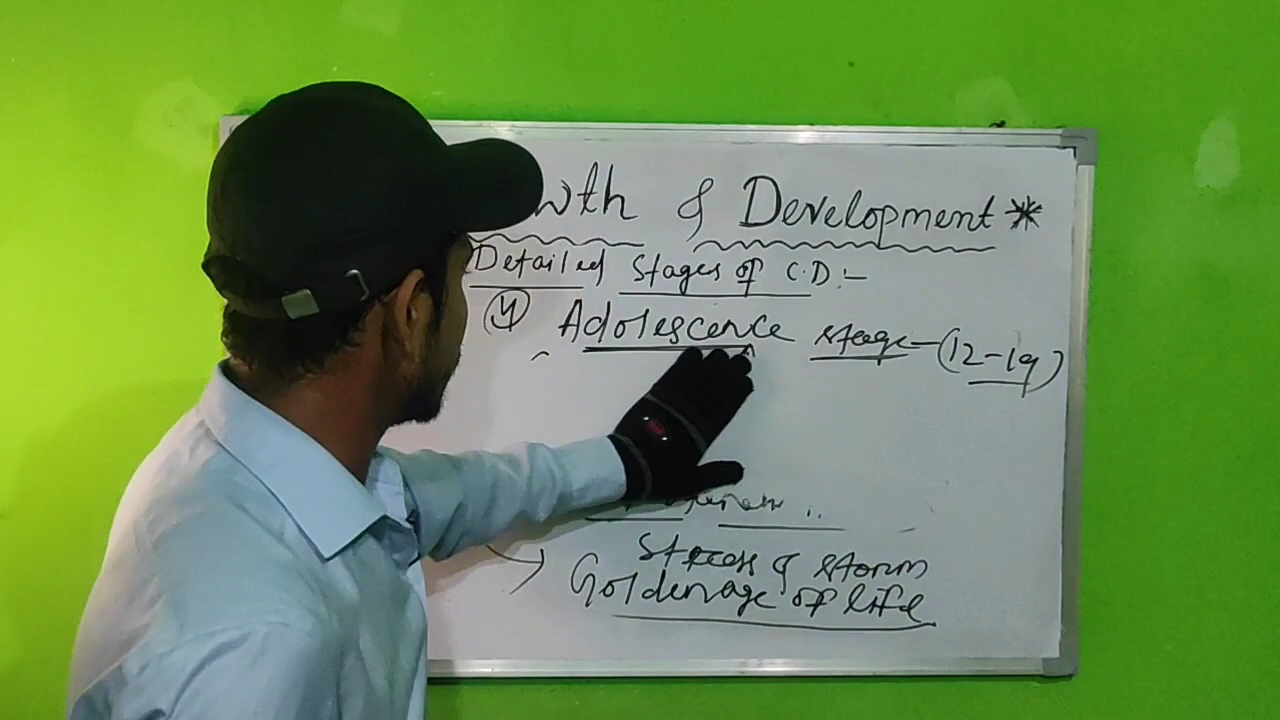 wth & Development *
Detailed Stages of C.D:-
4 Adolescence stage-(12-19)
Stress & storm
Golden age of life